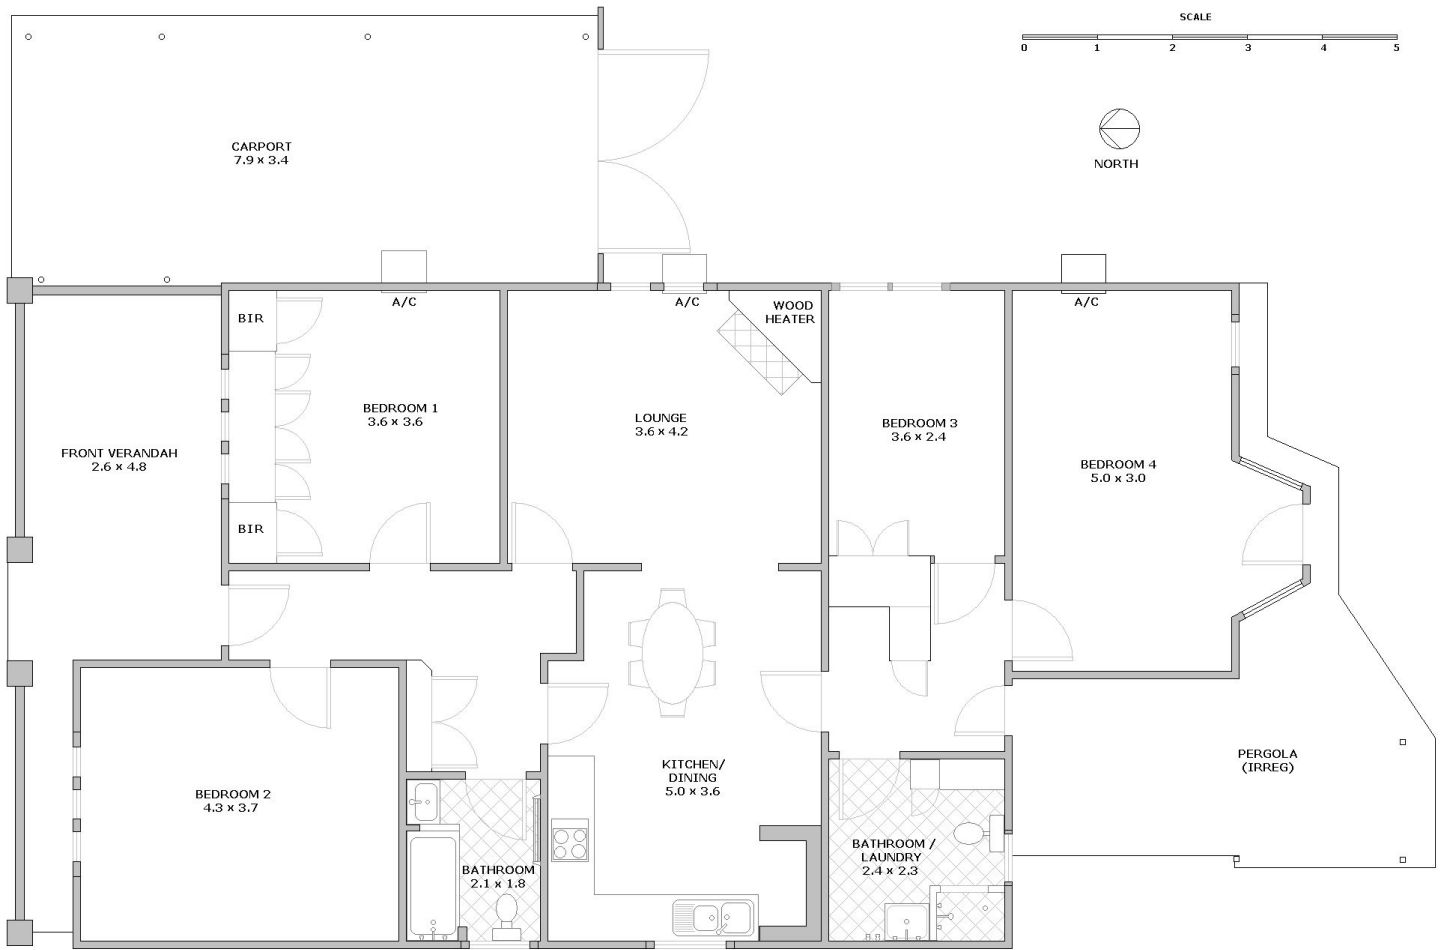 SCALE
0 1 2 3 4 5
NORTH
CARPORT
7.9 x 3.4
A/C
A/C
A/C
BIR
WOOD
HEATER
BEDROOM 1
3.6 x 3.6
LOUNGE
3.6 x 4.2
BEDROOM 3
3.6 x 2.4
FRONT VERANDAH
2.6 x 4.8
BEDROOM 4
5.0 x 3.0
BIR
KITCHEN/
DINING
5.0 x 3.6
PERGOLA
(IRREG)
BEDROOM 2
4.3 x 3.7
BATHROOM
2.1 x 1.8
BATHROOM /
LAUNDRY
2.4 x 2.3